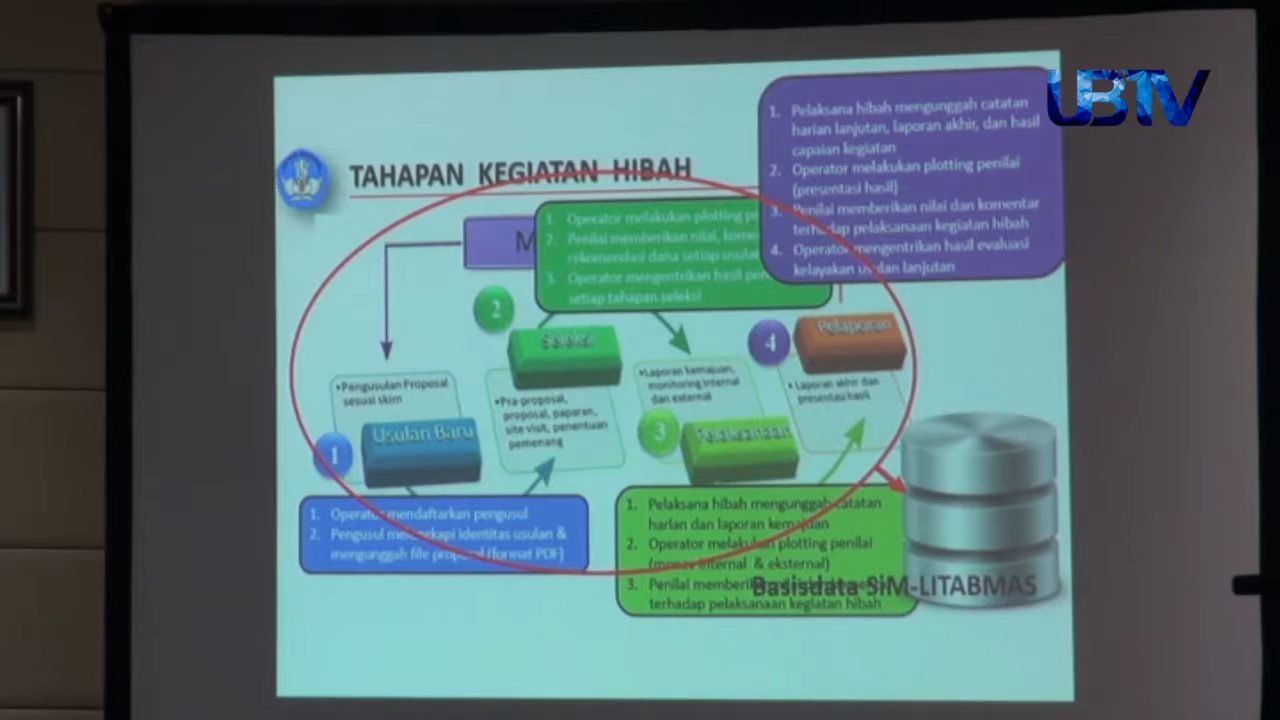 UBTV
TAHAPAN KEGIATAN HIBAH
1. Pelaksana hibah mengunggah catatan
harian lanjutan, laporan akhir, dan hasil
capaian kegiatan
2. Operator melakukan plotting penilai
(presentasi hasil)
3. Penilai memberikan nilai dan komentar
terhadap pelaksanaan kegiatan hibah
4. Operator mengentrikan hasil evaluasi
kelayakan usulan lanjutan
M
1. Operator melakukan plotting pe
2. Penilai memberikan nilai, kome
rekomendasi dana setiap usula
3. Operator mengentrikan hasil pen
setiap tahapan seleksi
2
Seleksi
•Pra-proposal,
proposal, paparan,
site visit, penentuan
pemenang
•Pengusulan Proposal
sesuai skim
1
Usulan Baru
1. Operator mendaftarkan pengusul
2. Pengusul melengkapi identitas usulan &
mengunggah file proposal (format PDF)
•Laporan kemajuan,
monitoring internal
dan external
3
Pelaksanaan
4
Pelaporan
• Laporan akhir dan
presentasi hasil
1. Pelaksana hibah mengunggah catatan
harian dan laporan kemajuan
2. Operator melakukan plotting penilai
(monev internal & eksternal)
3. Penilai memberi
terhadap pelaksanaan kegiatan hibah
Basisdata SiM-LITABMAS